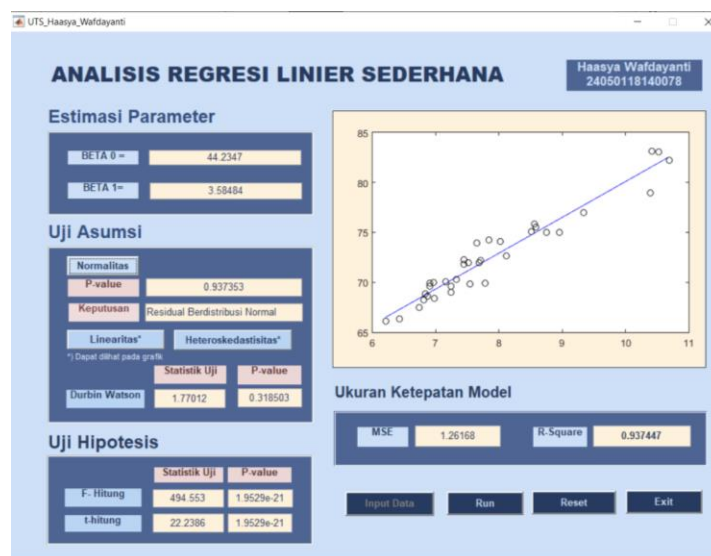 UTS_Haasya_Wafdayanti
ANALISIS REGRESI LINIER SEDERHANA
Haasya Wafdayanti
24050118140078
Estimasi Parameter
BETA 0 = 44.2347
BETA 1= 3.58484
Uji Asumsi
Normalitas
P-value 0.937353
Keputusan Residual Berdistribusi Normal
Linearitas* Heteroskedastisitas*
*) Dapat dilihat pada grafik
Statistik Uji P-value
Durbin Watson 1.77012 0.318503
Uji Hipotesis
Statistik Uji P-value
F- Hitung 494.553 1.9529e-21
t-hitung 22.2386 1.9529e-21
85
80
75
70
65
6 7 8 9 10 11
Ukuran Ketepatan Model
MSE 1.26168 R-Square 0.937447
Input Data Run Reset Exit